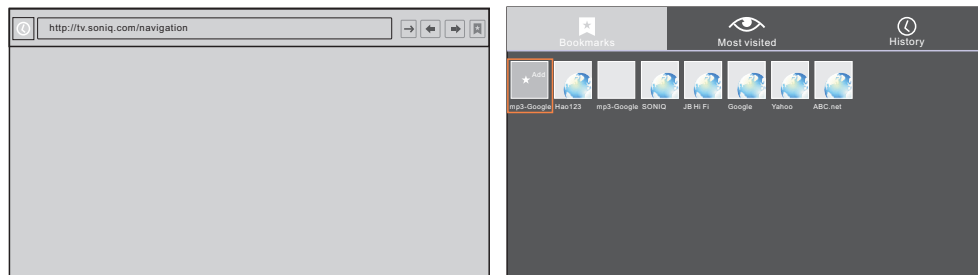 http://tv.soniq.com/navigation
Bookmarks
Most visited
History
Add
mp3-Google
Hao123
mp3-Google
SONIQ
JB Hi Fi
Google
Yahoo
ABC.net